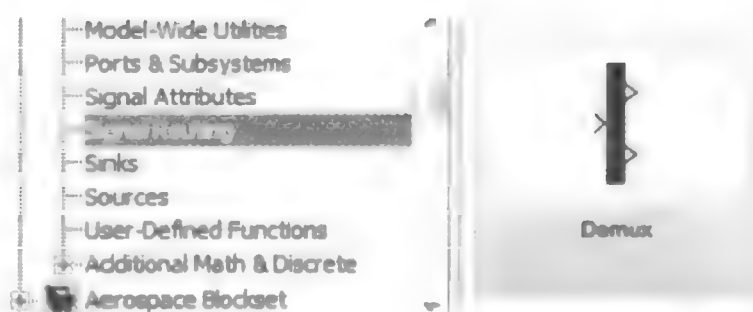 Model-Wide Utilities
Ports & Subsystems
Signal Attributes
Sinks
Sources
User-Defined Functions
Additional Math & Discrete
Aerospace Blockset
Demux